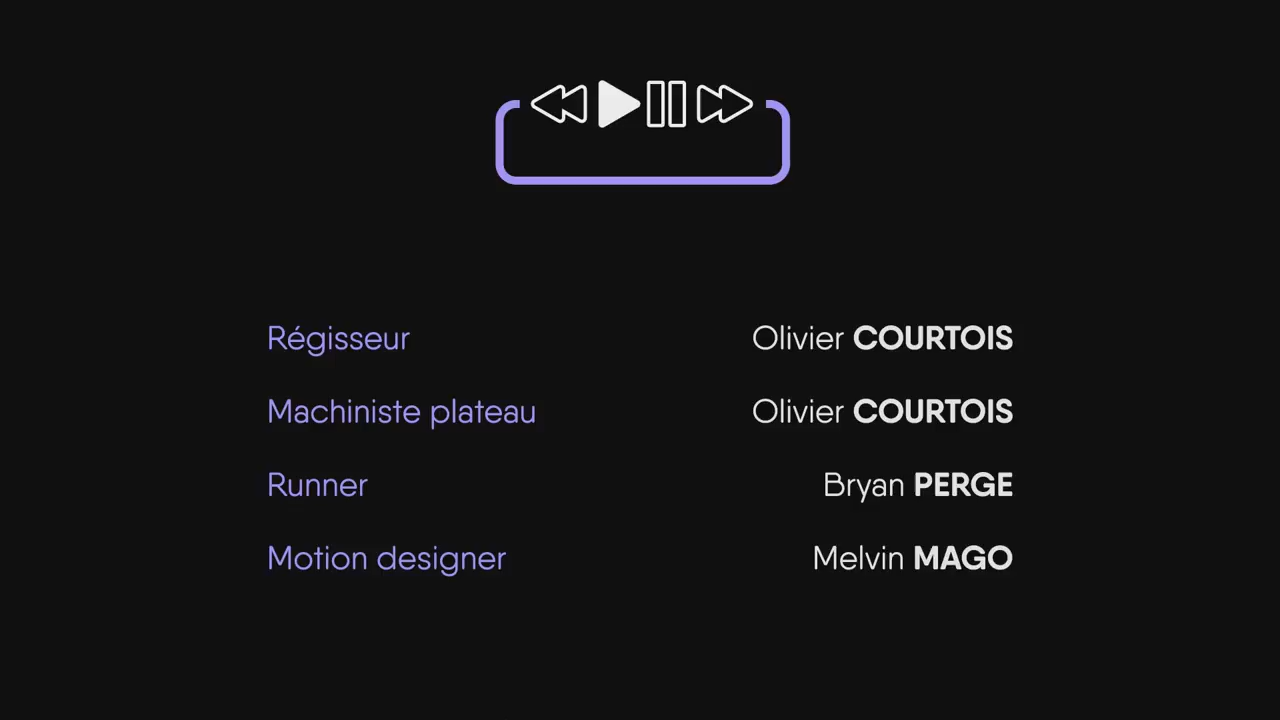 Régisseur Olivier COURTOIS
Machiniste plateau Olivier COURTOIS
Runner Bryan PERGE
Motion designer Melvin MAGO